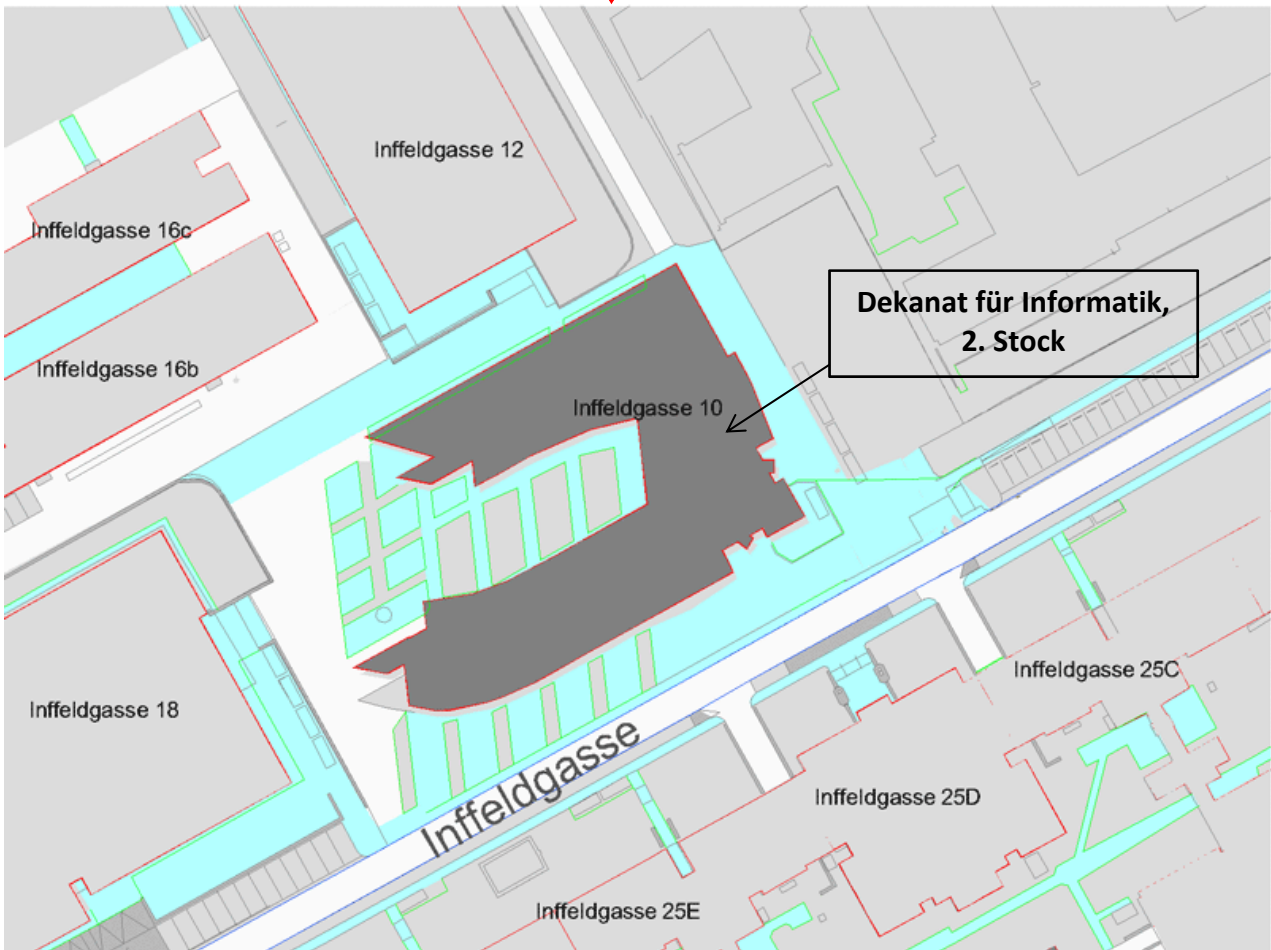 Inffeldgasse 12
Inffeldgasse 16c
Dekanat für Informatik,
2. Stock
Inffeldgasse 16b
Inffeldgasse 10
Inffeldgasse 25C
Inffeldgasse 18
Inffeldgasse
Inffeldgasse 25D
Inffeldgasse 25E